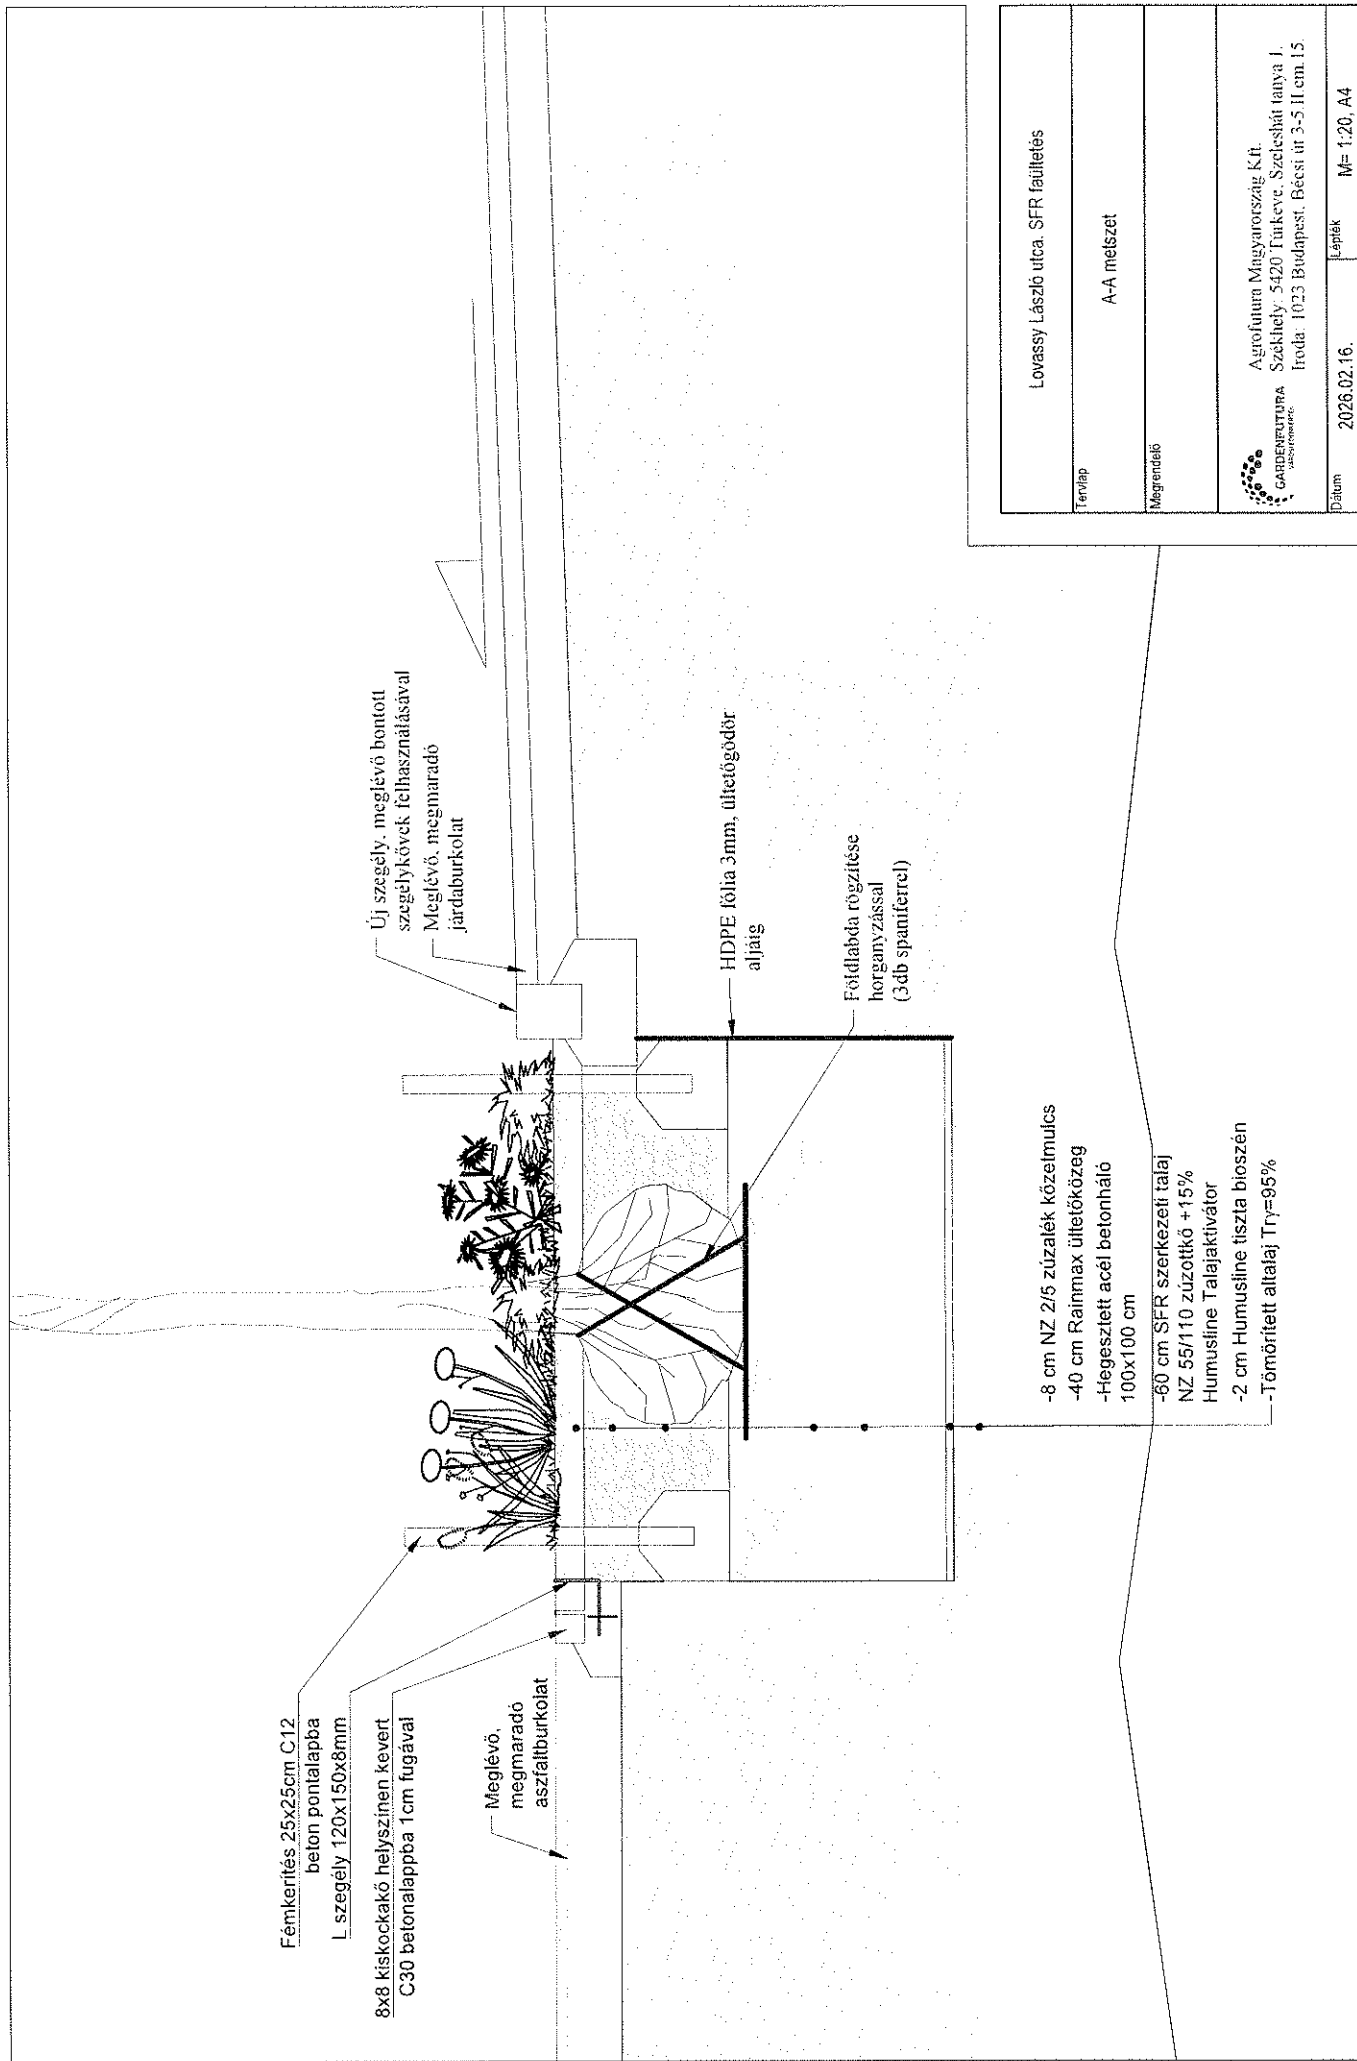 Fémkerítés 25x25cm C12
beton pontalapba
L szegély 120x150x8mm
8x8 kiskockakő helyszínen kevert
C30 betonalappba 1cm fugával
Meglévő,
megmaradó
aszfaltburkolat
Új szegély, meglévő bontott
szegélykövek felhasználásával
Meglévő, megmaradó
járdaburkolat
HDPE fólia 3mm, ültetőgödör
aljáig
Földlabda rögzítése
horganyzással
(3db spaniferrel)
-8 cm NZ 2/5 zúzalék kőzetmulcs
-40 cm Rainmax ültetőközeg
-Hegesztett acél betonháló
100x100 cm
-60 cm SFR szerkezeti talaj
NZ 55/110 zúzottkő +15%
Humusline Talajaktivátor
-2 cm Humusline tiszta bioszén
-Tömörített altalaj Trγ=95%
Lovassy László utca. SFR faültetés
Tervlap
A-A metszet
Megrendelő
GARDENFUTURA
Agrofutura Magyarország Kft.
Székhely: 5420 Túrkeve, Széleshát tanya 1.
Iroda: 1023 Budapest, Bécsi út 3-5.II.em.15.
Dátum
2026.02.16.
Lépték
M= 1:20, A4